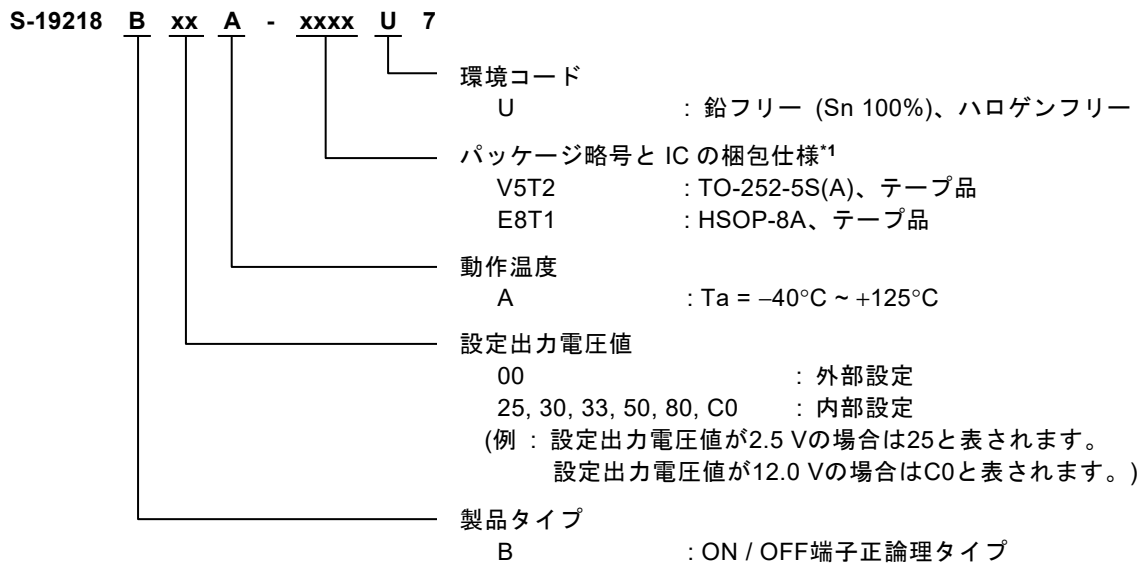 S-19218 B xx A - xxxx U 7
環境コード
U : 鉛フリー (Sn 100%)、ハロゲンフリー
パッケージ略号と IC の梱包仕様*1
V5T2 : TO-252-5S(A)、テープ品
E8T1 : HSOP-8A、テープ品
動作温度
A : Ta = −40°C ~ +125°C
設定出力電圧値
00 : 外部設定
25, 30, 33, 50, 80, C0 : 内部設定
(例 : 設定出力電圧値が2.5 Vの場合は25と表されます。
設定出力電圧値が12.0 Vの場合はC0と表されます。)
製品タイプ
B : ON / OFF端子正論理タイプ